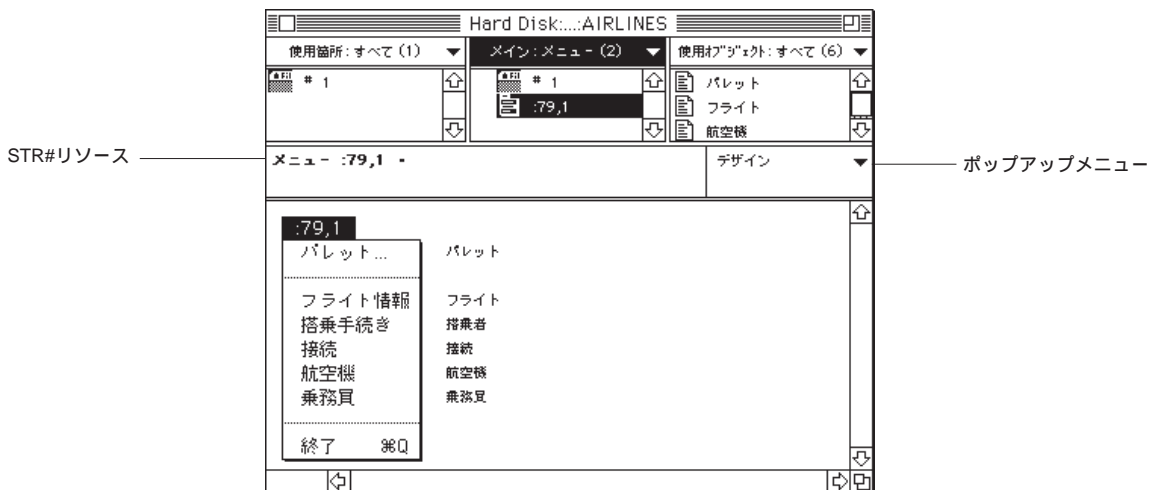 Hard Disk:...:AIRLINES
使用箇所:すべて (1) ▼
メイン:メニュー (2) ▼
使用オブジェクト:すべて (6) ▼
# 1
# 1
:79,1
パレット
フライト
航空機
STR#リソース
メニュー :79,1 -
デザイン ▼
ポップアップメニュー
:79,1
パレット... パレット
フライト情報 フライト
搭乗手続き 搭乗者
接続 接続
航空機 航空機
乗務員 乗務員
終了 ⌘Q